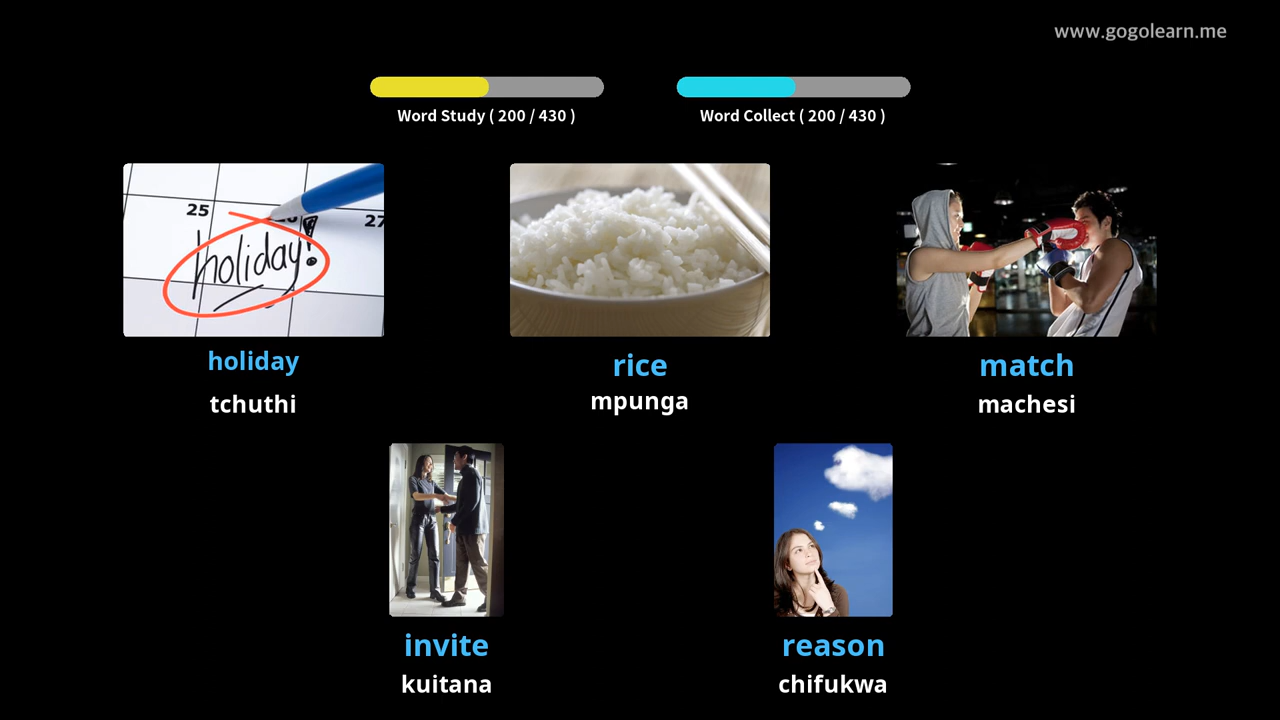 www.gogolearn.me
Word Study ( 200 / 430 )
Word Collect ( 200 / 430 )
25
27
holiday!
holiday
tchuthi
rice
mpunga
match
machesi
invite
kuitana
reason
chifukwa